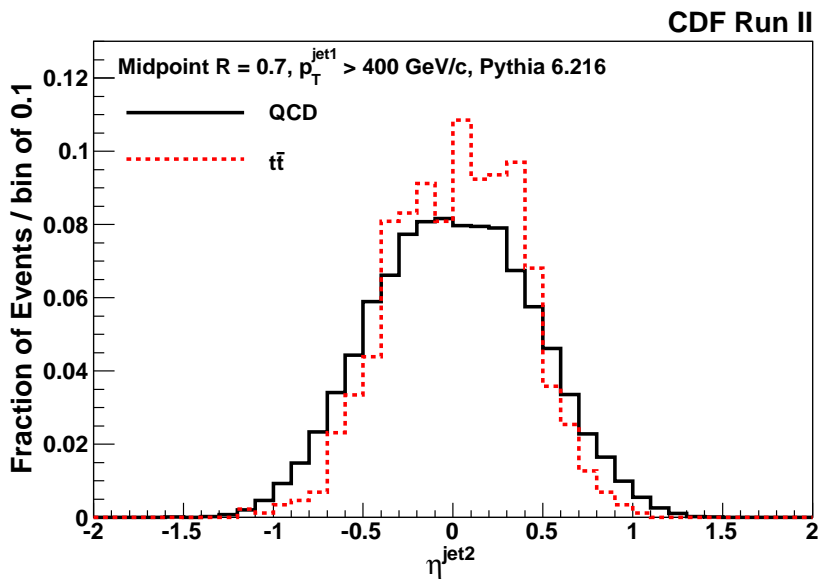 CDF Run II
Midpoint R = 0.7, p_T^jet1 > 400 GeV/c, Pythia 6.216
QCD
tt̄
Fraction of Events / bin of 0.1
0.12
0.1
0.08
0.06
0.04
0.02
0
-2 -1.5 -1 -0.5 0 0.5 1 1.5 2
η^jet2